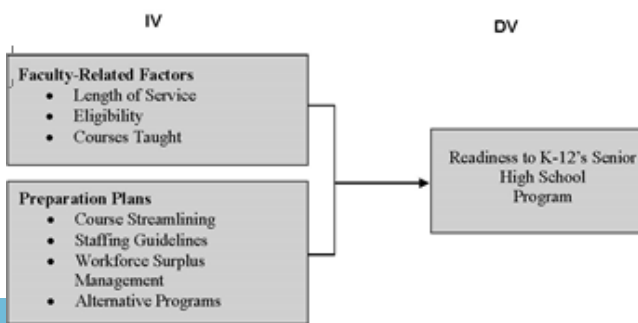 IV
DV
Faculty-Related Factors
• Length of Service
• Eligibility
• Courses Taught
Preparation Plans
• Course Streamlining
• Staffing Guidelines
• Workforce Surplus
Management
• Alternative Programs
Readiness to K-12's Senior
High School
Program